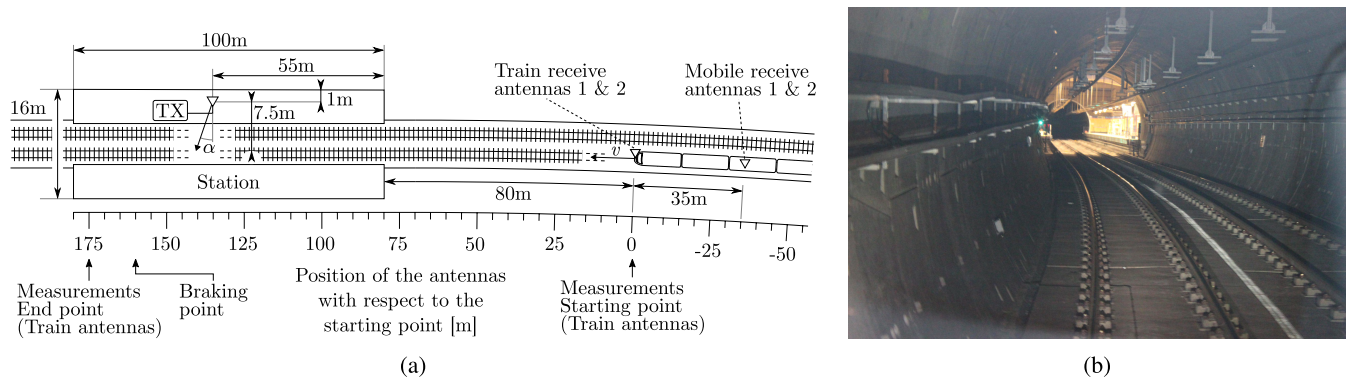 100m
55m
16m
TX
7.5m
1m
α
Train receive
antennas 1 & 2
Mobile receive
antennas 1 & 2
v
Station
80m
35m
175 150 125 100 75 50 25 0 -25 -50
Measurements
End point
(Train antennas)
Braking
point
Position of the antennas
with respect to the
starting point [m]
Measurements
Starting point
(Train antennas)
(a)
(b)